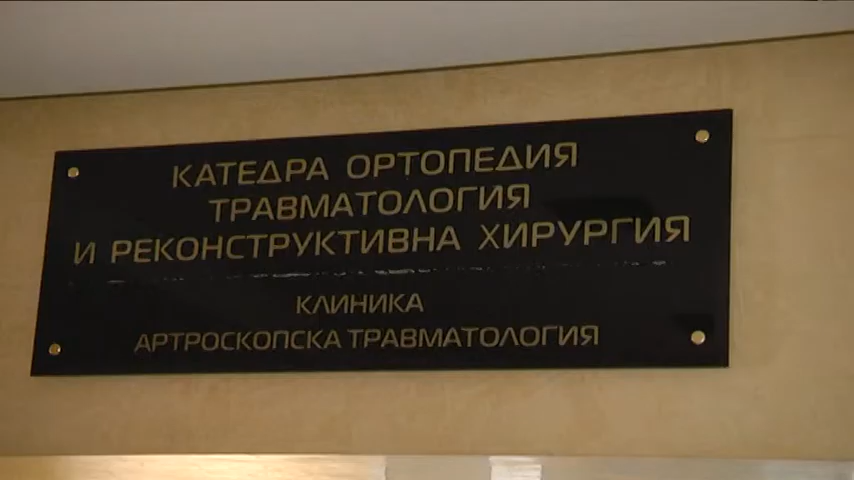 КАТЕДРА ОРТОПЕДИЯ
ТРАВМАТОЛОГИЯ
И РЕКОНСТРУКТИВНА ХИРУРГИЯ
КЛИНИКА
АРТРОСКОПСКА ТРАВМАТОЛОГИЯ